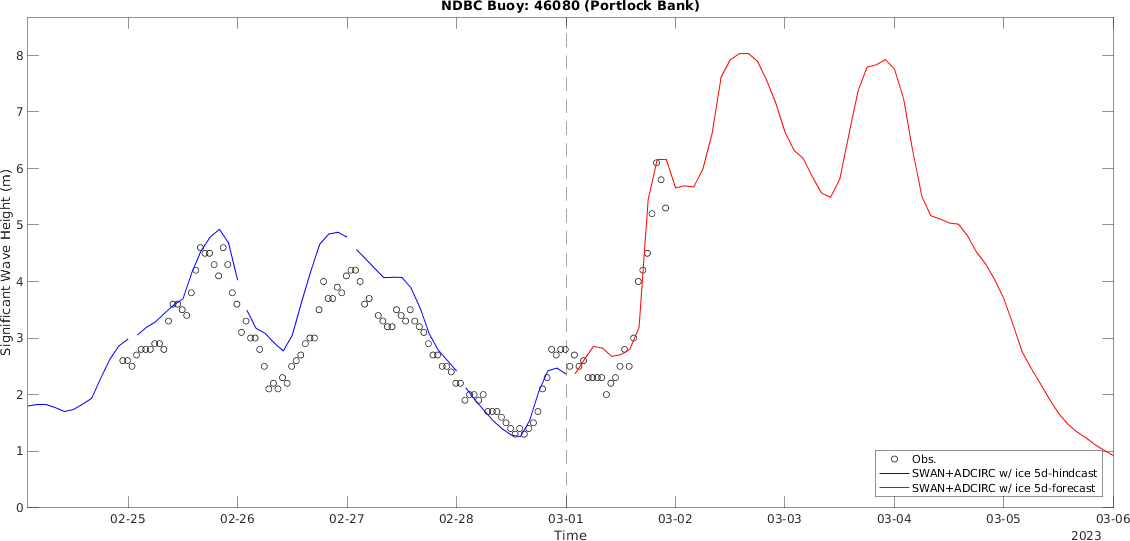 NDBC Buoy: 46080 (Portlock Bank)
Significant Wave Height (m)
8
7
6
5
4
3
2
1
0
Obs.
SWAN+ADCIRC w/ ice 5d-hindcast
SWAN+ADCIRC w/ ice 5d-forecast
02-25 02-26 02-27 02-28 03-01 03-02 03-03 03-04 03-05 03-06
Time
2023